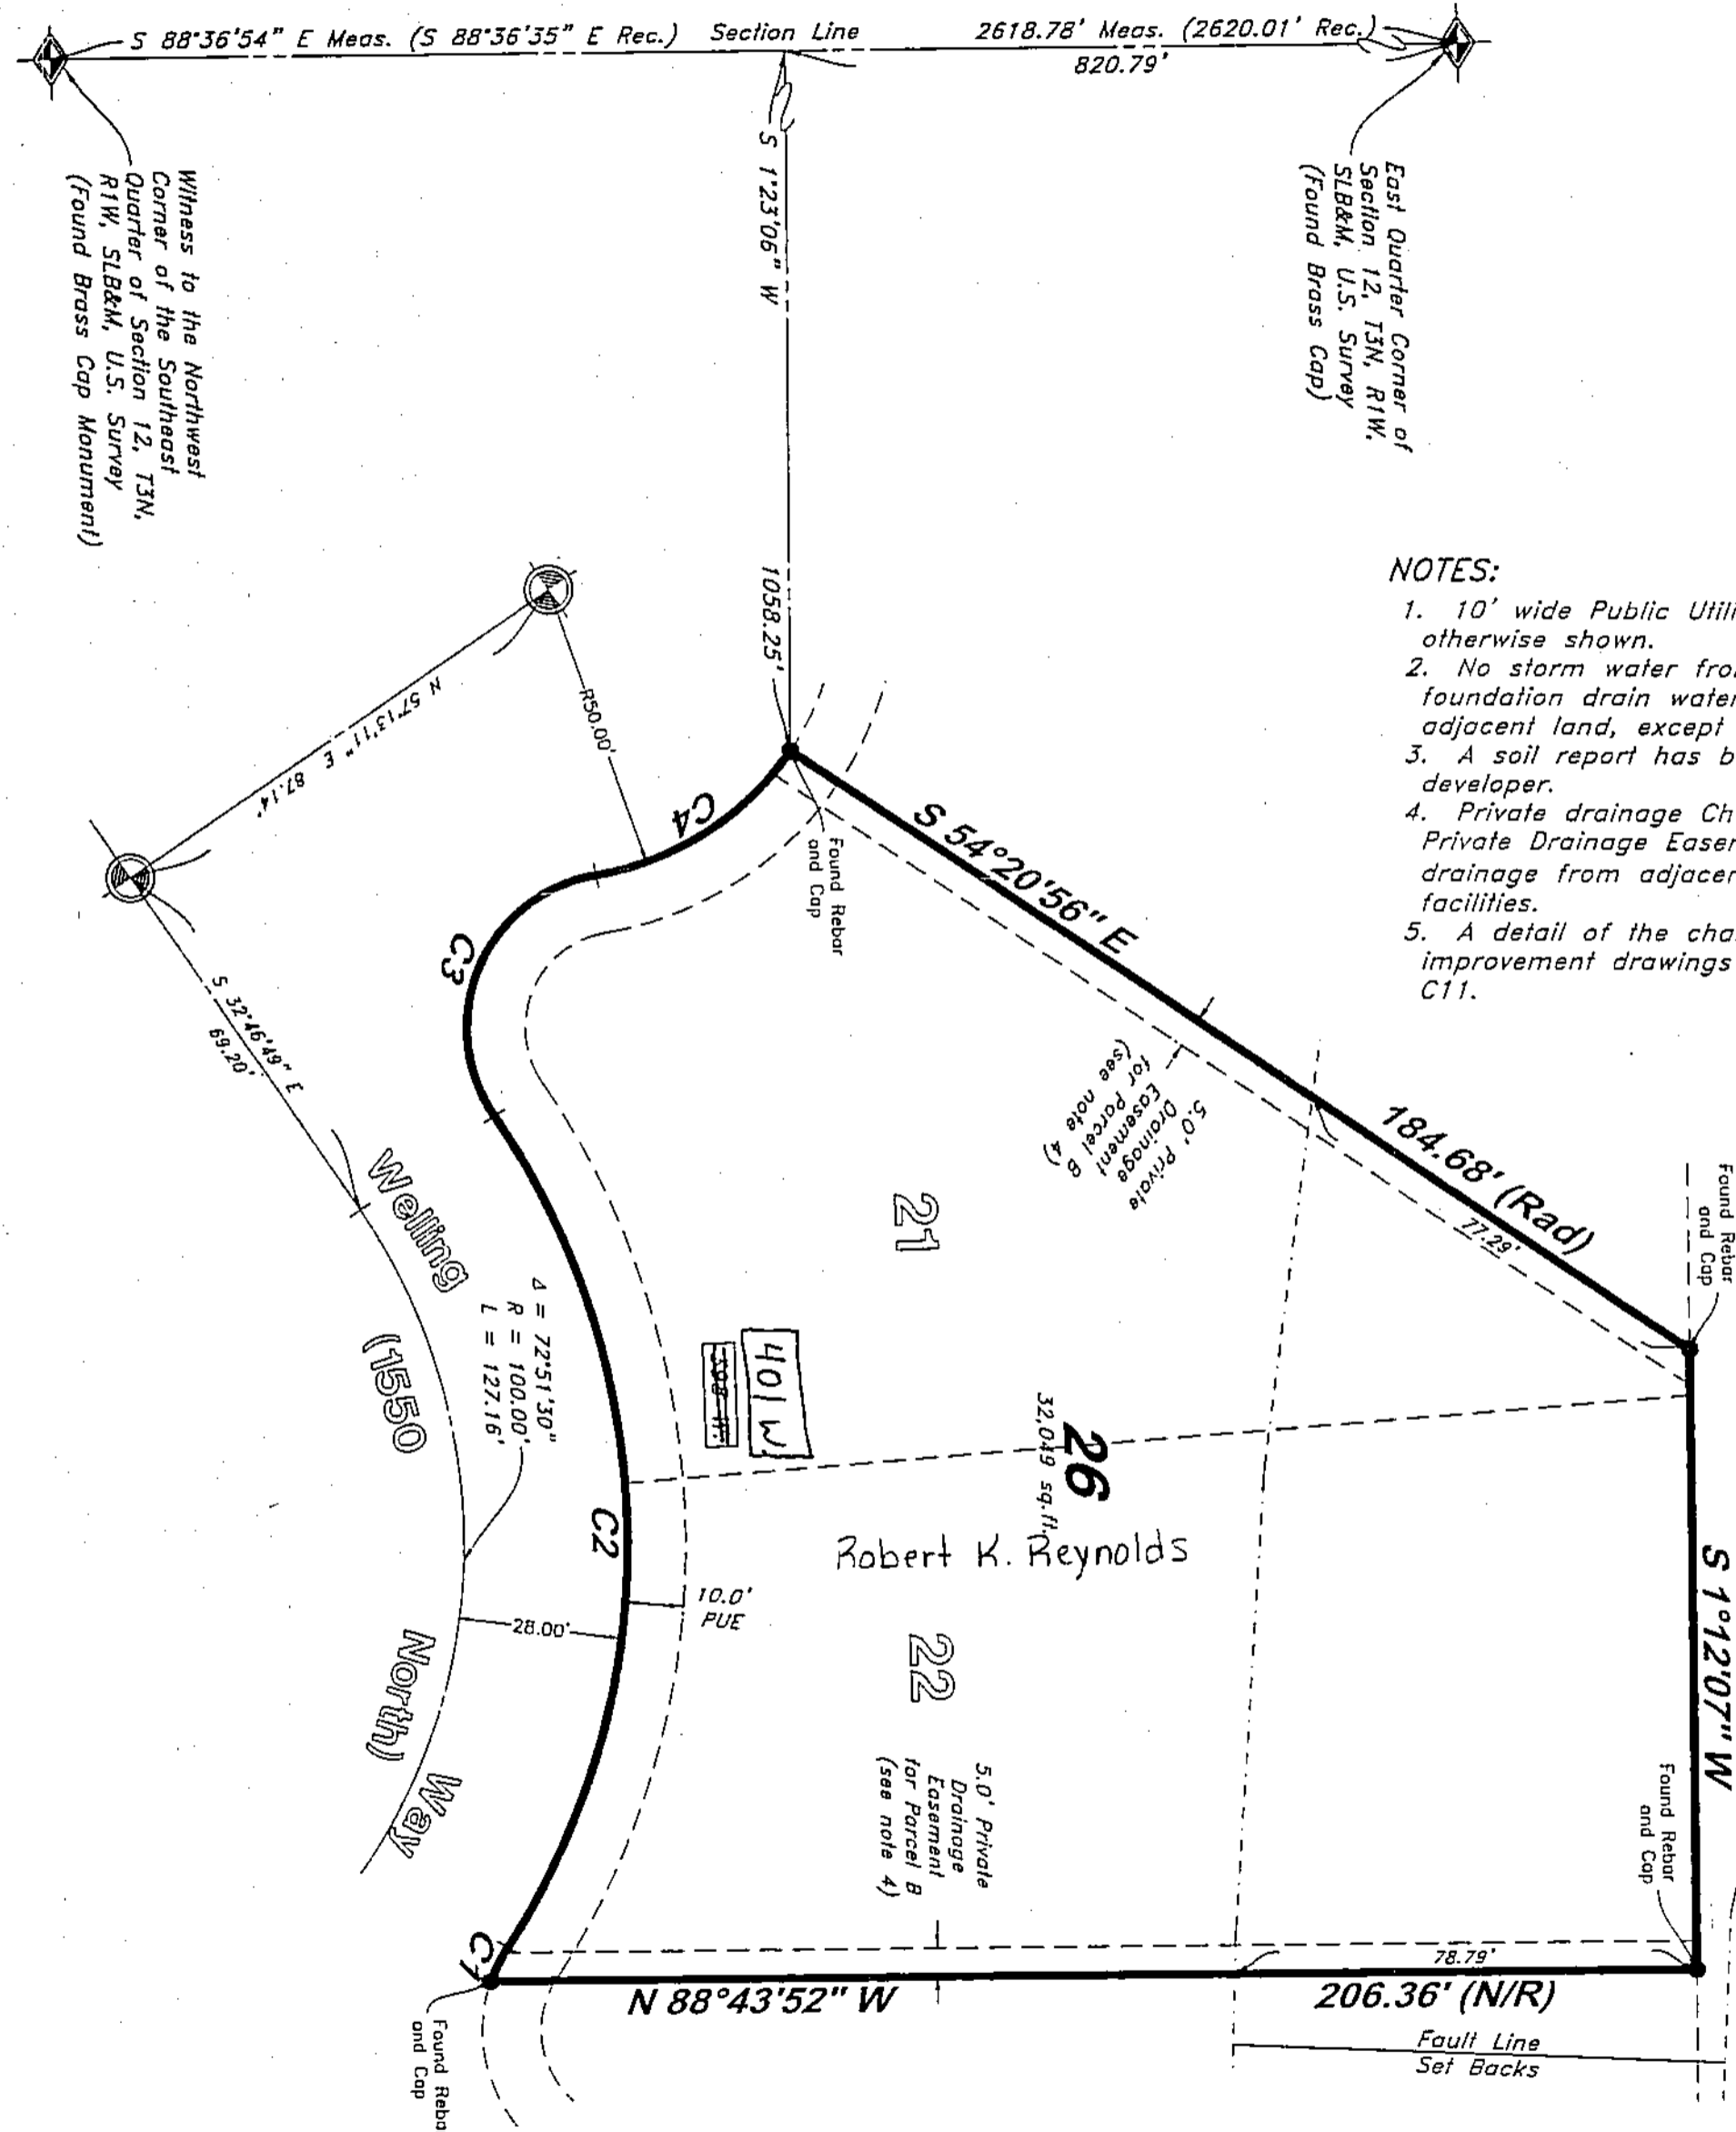 S 88°36'54" E Meas. (S 88°36'35" E Rec.) Section Line 2618.78' Meas. (2620.01' Rec.)
820.79'
S 1°23'06" W
1058.25'
East Quarter Corner of
Section 12, T3N, R1W,
SLB&M, U.S. Survey
(Found Brass Cap)
Witness to the Northwest
Corner of the Southeast
Quarter of Section 12, T3N,
R1W, SLB&M, U.S. Survey
(Found Brass Cap Monument)
NOTES:
1. 10' wide Public Utili
otherwise shown.
2. No storm water fro
foundation drain water
adjacent land, except
3. A soil report has b
developer.
4. Private drainage Ch
Private Drainage Easer
drainage from adjacer
facilities.
5. A detail of the cha
improvement drawings
C11.
N 57°13'11" E 87.14'
R50.00'
C4
Found Rebar
and Cap
S 54°20'56" E
184.68' (Rad)
77.29'
Found Rebar
and Cap
C3
S 32°46'49" E
69.20'
5.0' Private
Drainage
Easement
for Parcel B
(see note 4)
21
Welling
(1550
North)
Way
Δ = 72°51'30"
R = 100.00'
L = 127.16'
401 W.
26
32,049 sq.ft.
Robert K. Reynolds
C2
10.0'
PUE
28.00'
22
5.0' Private
Drainage
Easement
for Parcel B
(see note 4)
S 1°12'07" W
Found Rebar
and Cap
C1
78.79'
N 88°43'52" W
206.36' (N/R)
Found Reba
and Cap
Fault Line
Set Backs